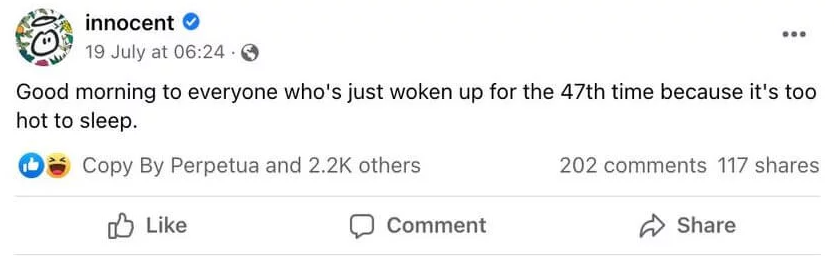 innocent
19 July at 06:24 ·
Good morning to everyone who's just woken up for the 47th time because it's too
hot to sleep.
Copy By Perpetua and 2.2K others 202 comments 117 shares
Like Comment Share